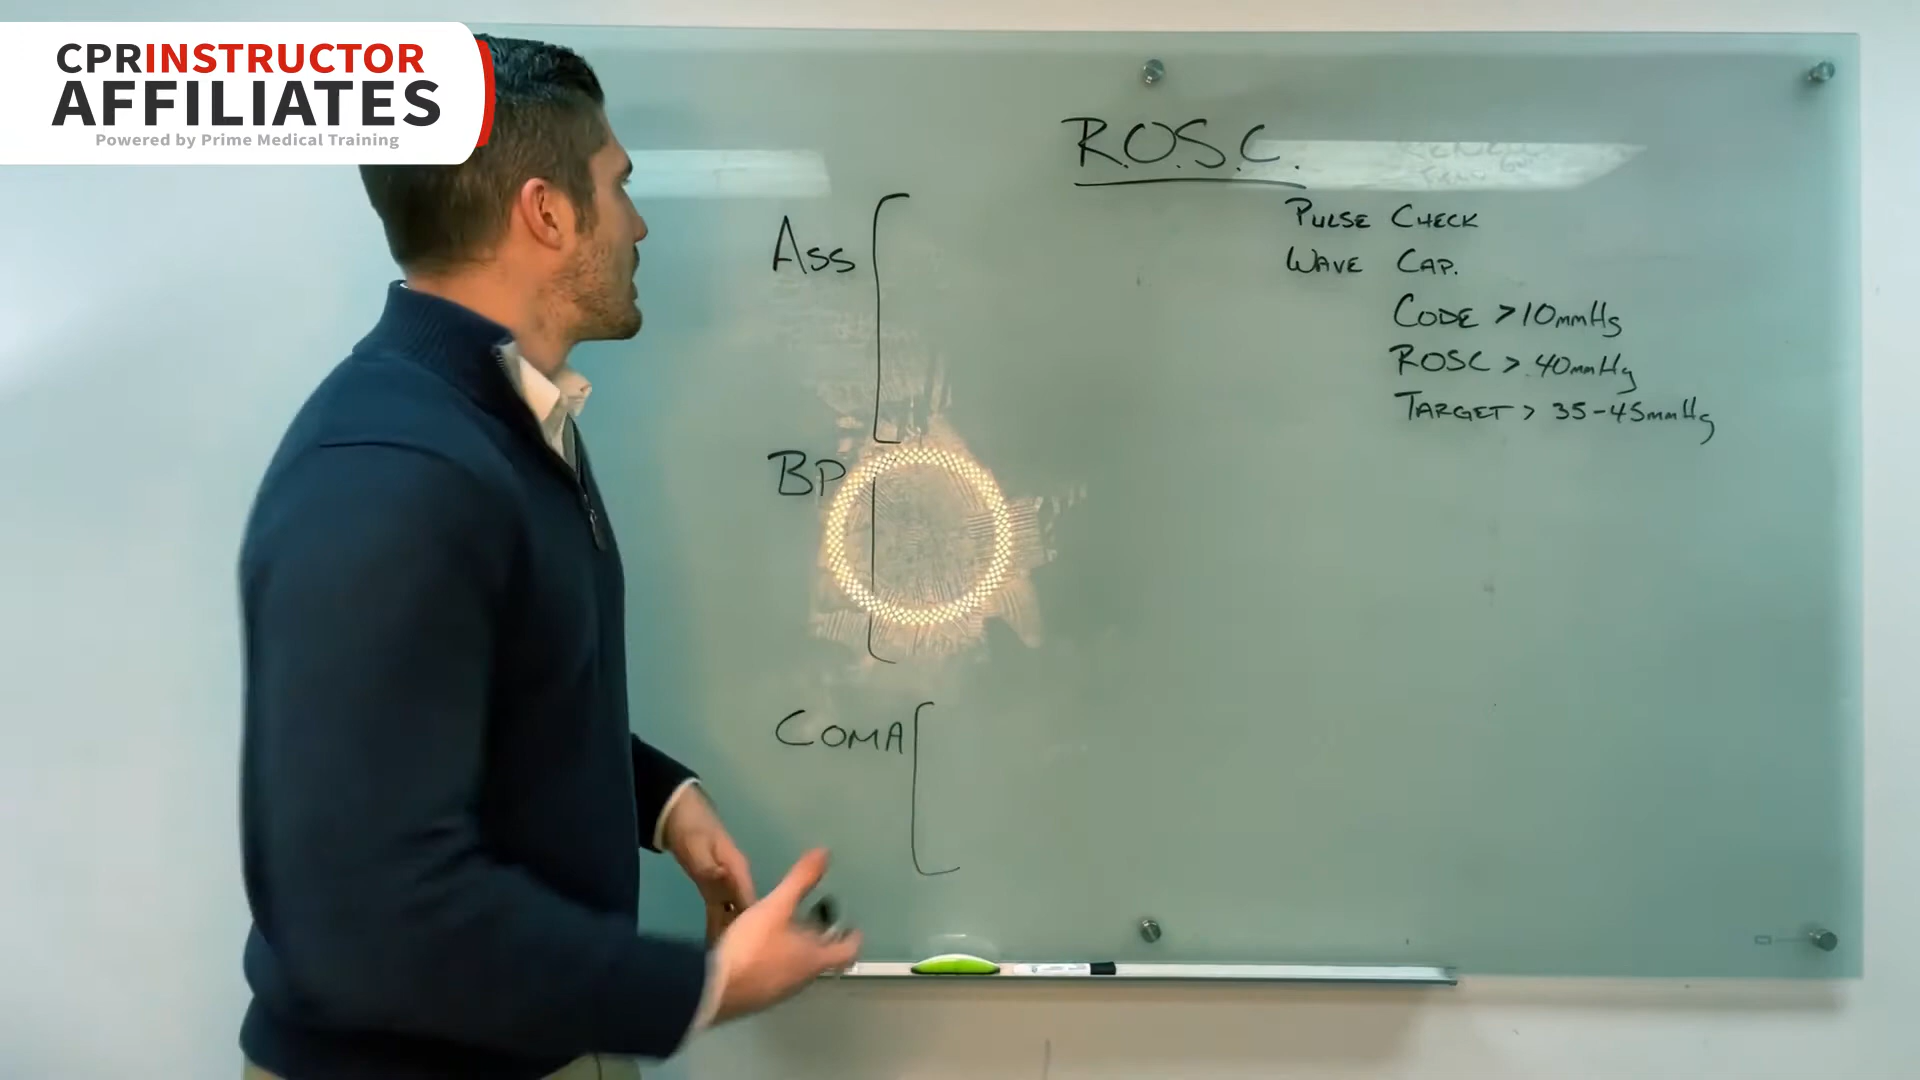 CPRINSTRUCTOR
AFFILIATES
Powered by Prime Medical Training
R.O.S.C.
PULSE CHECK
WAVE CAP.
CODE >10mmHg
ROSC > 40mmHg
TARGET > 35-45mmHg
ASS
BP
COMA